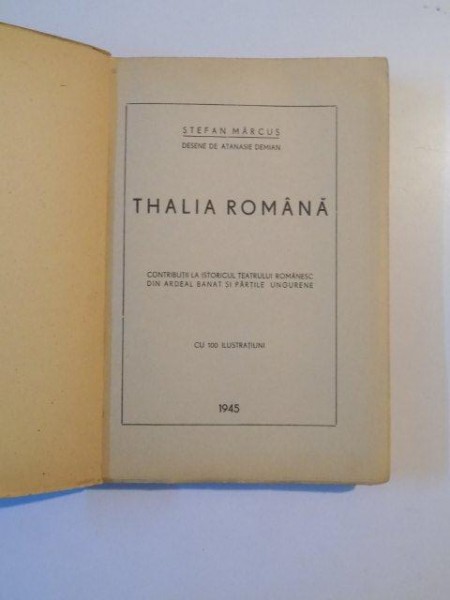 ȘTEFAN MĂRCUȘ
DESENE DE ATANASIE DEMIAN
THALIA ROMÂNĂ
CONTRIBUȚII LA ISTORICUL TEATRULUI ROMÂNESC
DIN ARDEAL BANAT ȘI PĂRȚILE UNGURENE
CU 100 ILUSTRAȚIUNI
1945